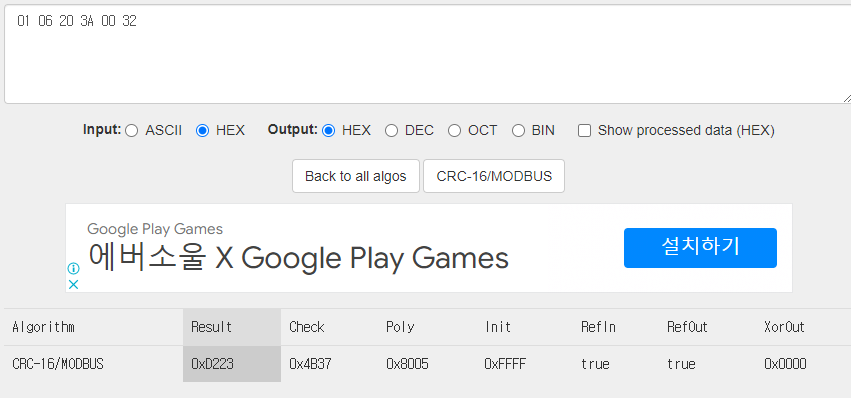 01 06 20 3A 00 32
Input: ASCII HEX Output: HEX DEC OCT BIN Show processed data (HEX)
Back to all algos CRC-16/MODBUS
Google Play Games
에버소울 X Google Play Games
설치하기
Algorithm Result Check Poly Init RefIn RefOut XorOut
CRC-16/MODBUS 0xD223 0x4B37 0x8005 0xFFFF true true 0x0000